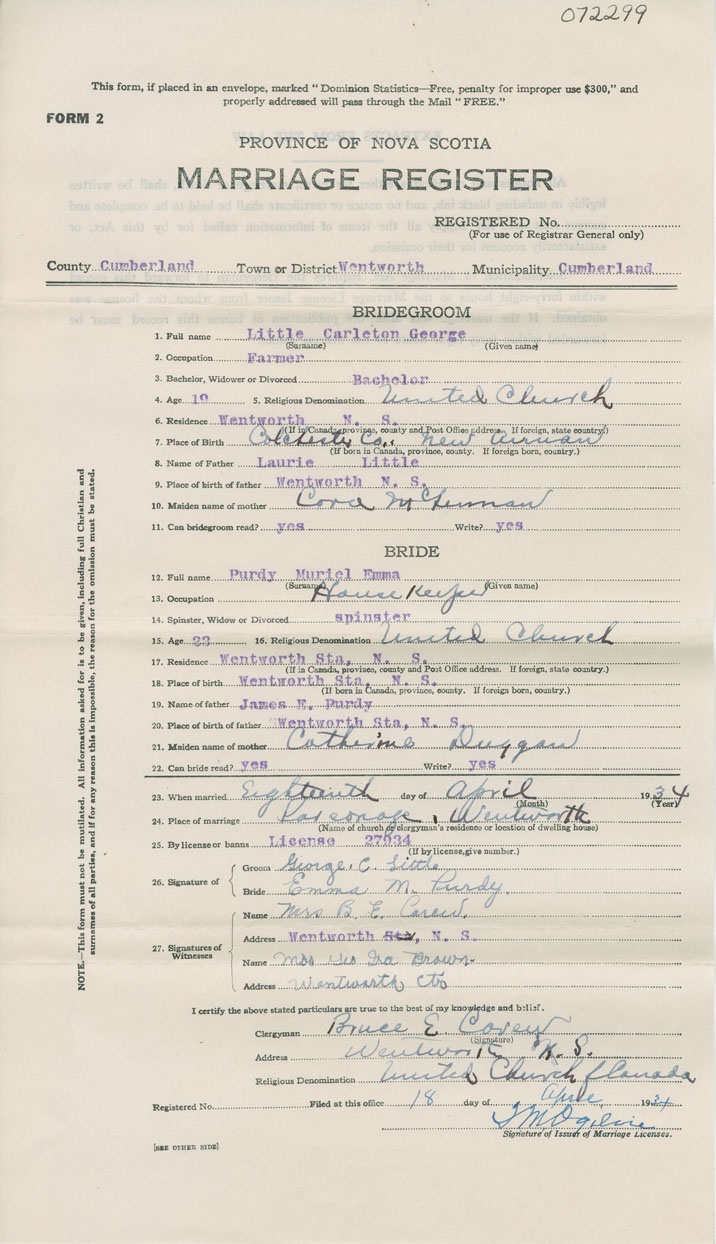 072299
This form, if placed in an envelope, marked "Dominion Statistics—Free, penalty for improper use $300," and
properly addressed will pass through the Mail "FREE."
FORM 2
PROVINCE OF NOVA SCOTIA
MARRIAGE REGISTER
REGISTERED No.
(For use of Registrar General only)
County Cumberland Town or District Wentworth Municipality Cumberland
BRIDEGROOM
1. Full name Little Carleton George
(Surname) (Given name)
2. Occupation Farmer
3. Bachelor, Widower or Divorced Bachelor
4. Age 19 5. Religious Denomination United Church
6. Residence Wentworth N. S.
(If in Canada, province, county and Post Office address. If foreign, state country.)
7. Place of Birth Colchester Co., New Annan
(If born in Canada, province, county. If foreign born, country.)
8. Name of Father Laurie Little
9. Place of birth of father Wentworth N. S.
10. Maiden name of mother Cora
11. Can bridegroom read? yes Write? yes
BRIDE
12. Full name Purdy Muriel Emma
(Surname) (Given name)
13. Occupation House Keeper
14. Spinster, Widow or Divorced spinster
15. Age 23 16. Religious Denomination United Church
17. Residence Wentworth Sta, N. S.
(If in Canada, province, county and Post Office address. If foreign, state country.)
18. Place of birth Wentworth Sta, N. S.
(If born in Canada, province, county. If foreign born, country.)
19. Name of father James E. Purdy
20. Place of birth of father Wentworth Sta, N. S.
21. Maiden name of mother Catherine Duggan
22. Can bride read? yes Write? yes
23. When married Eighteenth day of April 1934
(Month) (Year)
24. Place of marriage Parsonage, Wentworth
(Name of church or clergyman's residence or location of dwelling house)
25. By license or banns License 27934
(If by license, give number.)
26. Signature of Groom George C. Little
Bride Emma M. Purdy.
27. Signatures of Witnesses
Name Mrs B. E.
Address Wentworth Sta, N. S.
Name Geo Ira Brown
Address Wentworth Ctr
I certify the above stated particulars are true to the best of my knowledge and belief.
Clergyman Bruce E.
(Signature)
Address Wentworth N. S.
Religious Denomination United Church of Canada
Registered No. Filed at this office 18 day of April 1934
Signature of Issuer of Marriage Licenses.
[SEE OTHER SIDE]
NOTE.—This form must not be mutilated. All information asked for is to be given, including full Christian and
surnames of all parties, and if for any reason this is impossible, the reason for the omission must be stated.